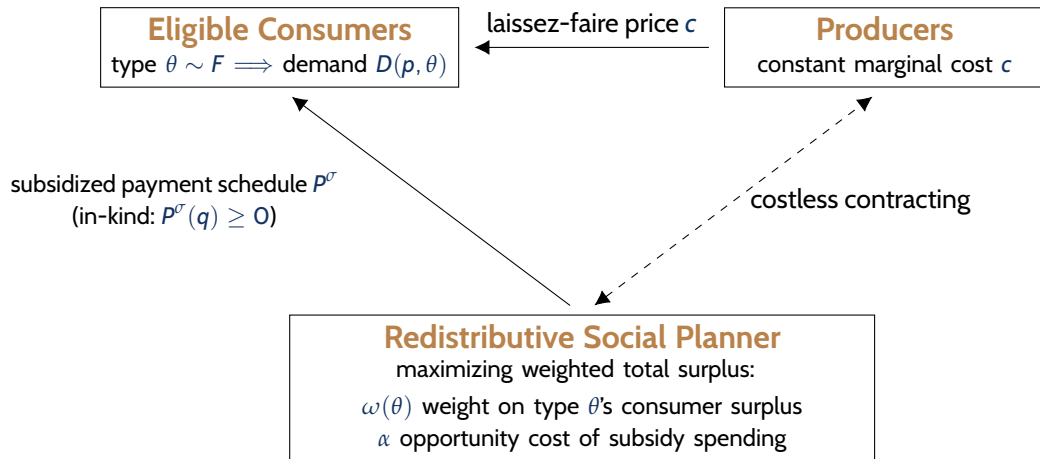 Eligible Consumers
type θ ∼ F ⟹ demand D(p, θ)
laissez-faire price c
Producers
constant marginal cost c
subsidized payment schedule P^σ
(in-kind: P^σ(q) ≥ 0)
costless contracting
Redistributive Social Planner
maximizing weighted total surplus:
ω(θ) weight on type θ's consumer surplus
α opportunity cost of subsidy spending